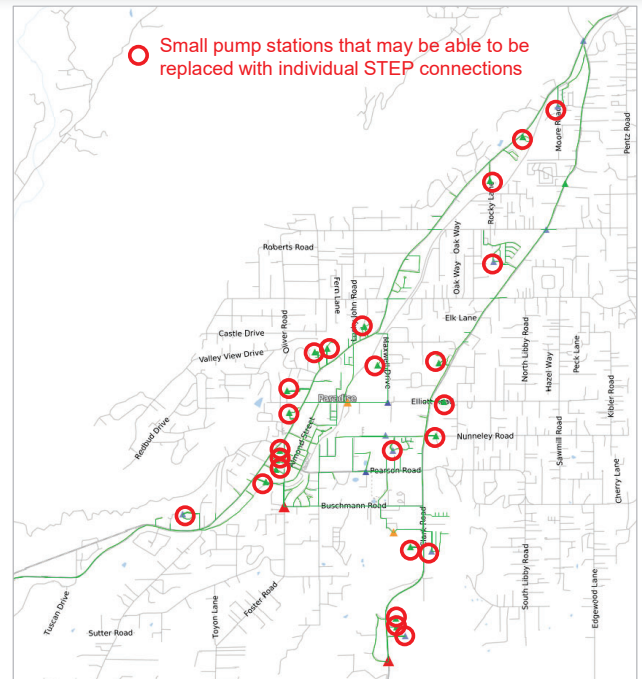 Small pump stations that may be able to be
replaced with individual STEP connections
Moore Road
Pentz Road
Rocky Lane
Oak Way
Oak Way
Roberts Road
Fern Lane
John Road
Oliver Road
Elk Lane
Castle Drive
Valley View Drive
Maxwell Drive
North Libby Road
Hazel Way
Peck Lane
Paradise
Elliott
Kibler Road
Redbud Drive
Almond Street
Nunneley Road
Sawmill Road
Pearson Road
Cherry Lane
Buschmann Road
Clark Road
South Libby Road
Edgewood Lane
Tuscan Drive
Sutter Road
Toyon Lane
Foster Road